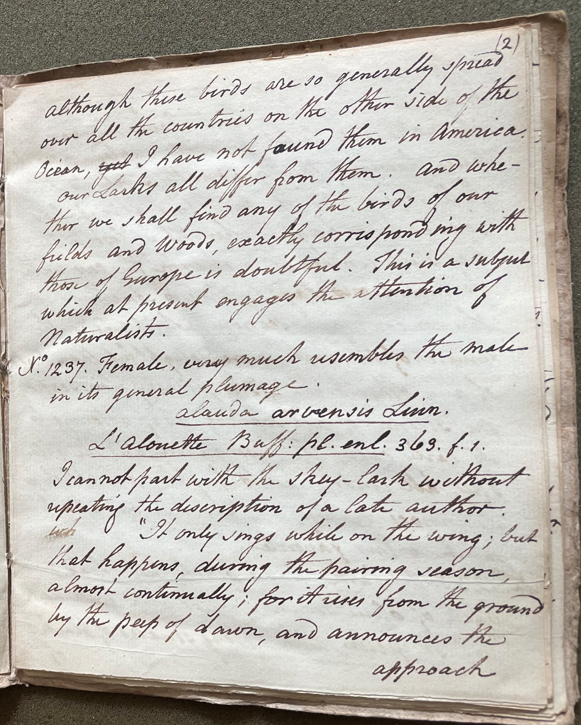 (2)
although these birds are so generally spread
over all the countries on the other side of the
Ocean, yet I have not found them in America.
our Larks all differ from them. And whe-
ther we shall find any of the birds of our
fields and Woods, exactly corrisponding with
those of Europe is doubtful. This is a subject
which at present engages the attention of
Naturalists.
No. 1237. Female, very much resembles the male
in its general plumage.
alauda arvensis Linn.
L'alouette Buff: pl. enl. 363. f. 1.
I cannot part with the skey-lark without
repeating the discription of a late author.
"It only sings while on the wing; but
that happens, during the pairing season,
almost continually; for it rises from the ground
by the peep of dawn, and announces the
approach